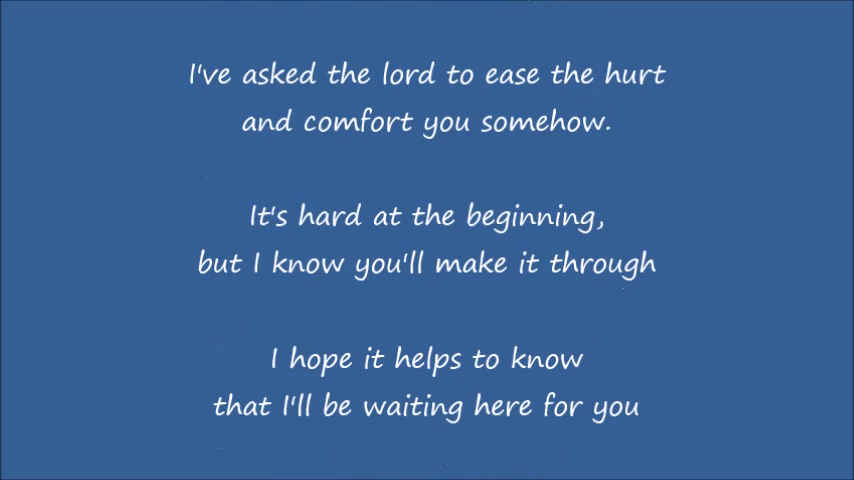 I've asked the lord to ease the hurt
and comfort you somehow.
It's hard at the beginning,
but I know you'll make it through
I hope it helps to know
that I'll be waiting here for you